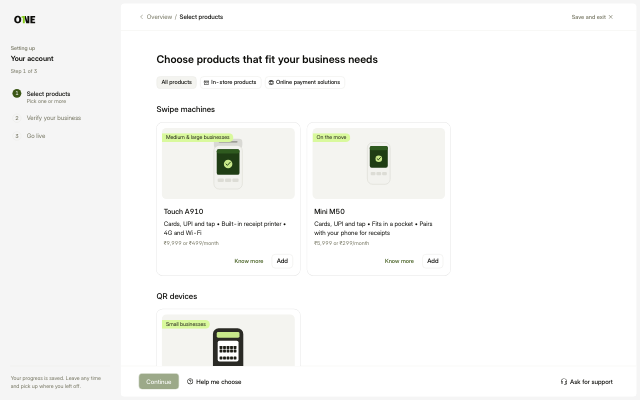 ONE
Setting up
Your account
Step 1 of 3
1 Select products
Pick one or more
2 Verify your business
3 Go live
Your progress is saved. Leave any time
and pick up where you left off.
Overview / Select products
Save and exit
Choose products that fit your business needs
All products
In-store products
Online payment solutions
Swipe machines
Medium & large businesses
Touch A910
Cards, UPI and tap • Built-in receipt printer •
4G and Wi-Fi
₹9,999 or ₹499/month
Know more
Add
On the move
Mini M50
Cards, UPI and tap • Fits in a pocket • Pairs
with your phone for receipts
₹5,999 or ₹299/month
Know more
Add
QR devices
Small businesses
Continue
Help me choose
Ask for support